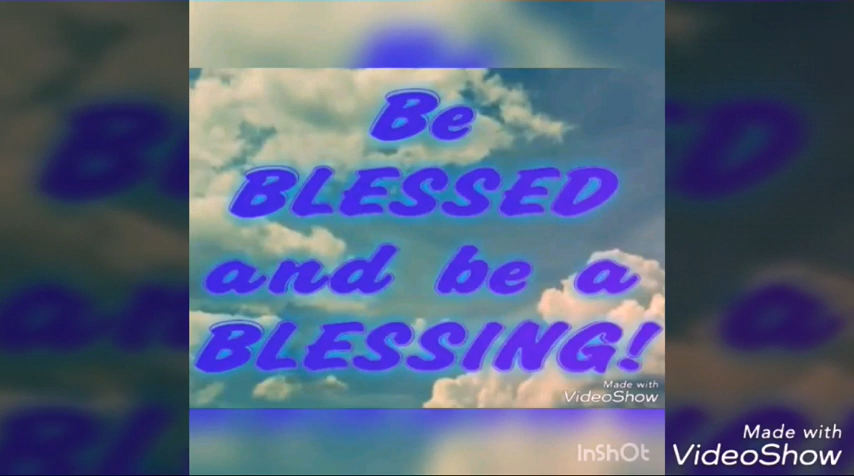 Be
BLESSED
and be a
BLESSING!
Made with
VideoShow
InShOt
Made with
VideoShow